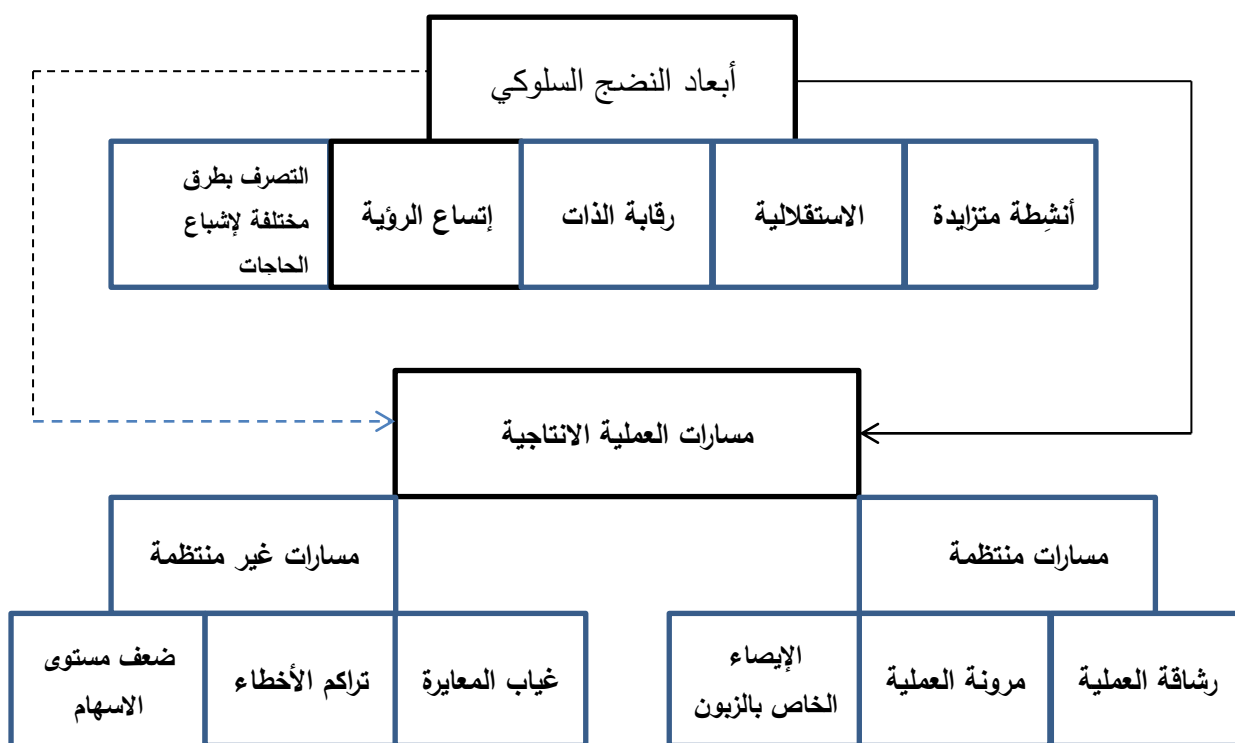 أبعاد النضج السلوكي
أنشِطة متزايدة
الاستقلالية
رقابة الذات
إتساع الرؤية
التصرف بطرق
مختلفة لإشباع
الحاجات
مسارات العملية الانتاجية
مسارات منتظمة
مسارات غير منتظمة
رشاقة العملية
مرونة العملية
الإيصاء
الخاص بالزبون
غياب المعايرة
تراكم الأخطاء
ضعف مستوى
الاسهام